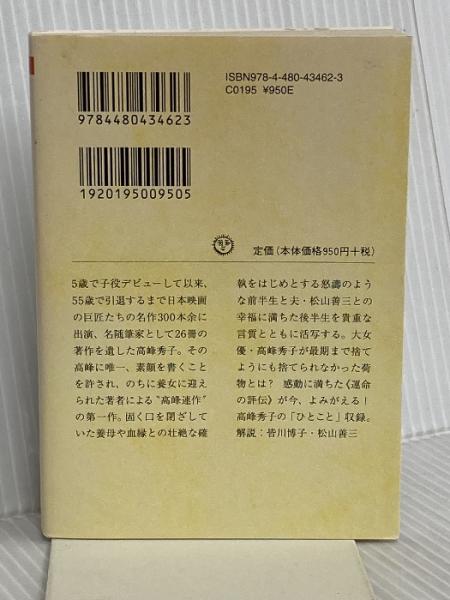 ISBN978-4-480-43462-3
C0195 ¥950E
9784480434623
1920195009505
定価(本体価格950円+税)
5歳で子役デビューして以来、
55歳で引退するまで日本映画
の巨匠たちの名作300本余に
出演、名随筆家として26冊の
著作を遺した高峰秀子。その
高峰に唯一、素顔を書くこと
を許され、のちに養女に迎え
られた著者による“高峰連作”
の第一作。固く口を閉ざして
いた養母や血縁との壮絶な確
執をはじめとする怒濤のよう
な前半生と夫・松山善三との
幸福に満ちた後半生を貴重な
言質とともに活写する。大女
優・高峰秀子が最期まで捨て
ようにも捨てられなかった荷
物とは? 感動に満ちた〈運命
の評伝〉が今、よみがえる!
高峰秀子の「ひとこと」収録。
解説:皆川博子・松山善三